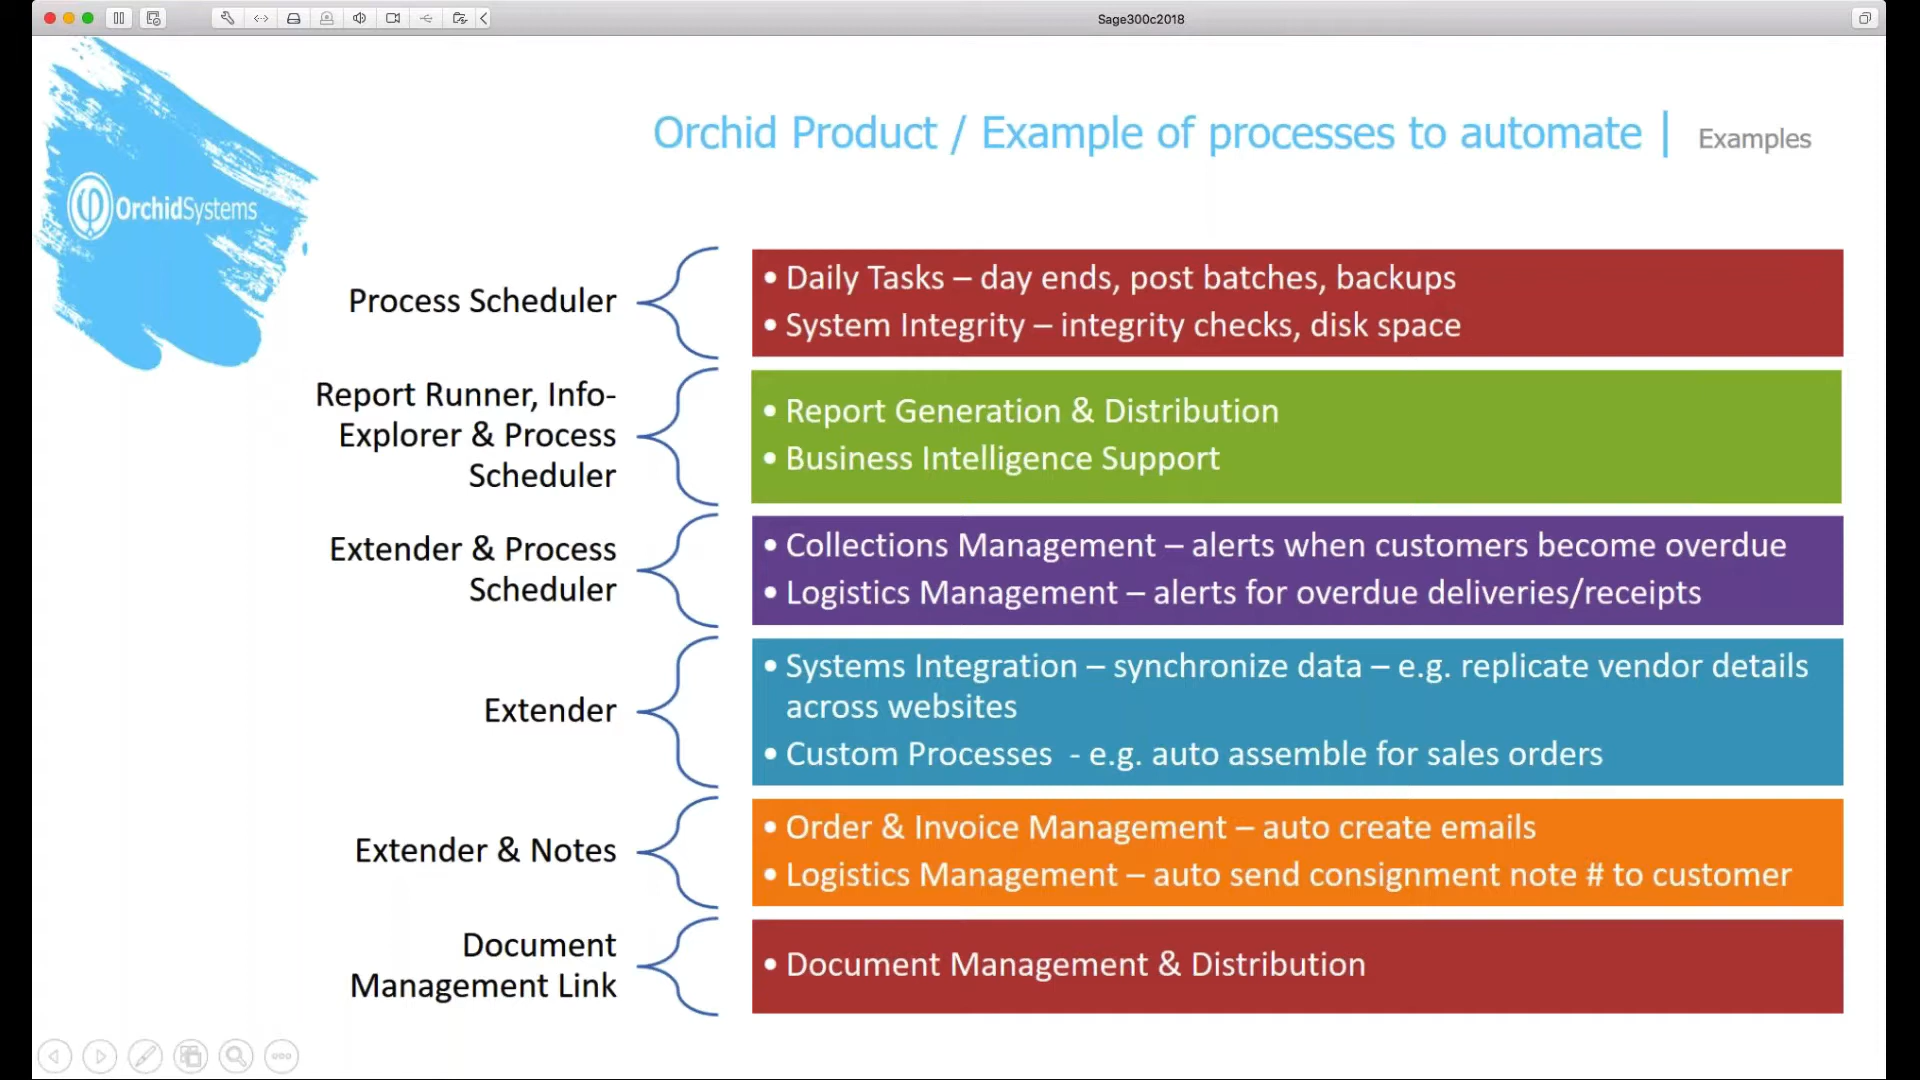 Sage300c2018
OrchidSystems
Orchid Product / Example of processes to automate | Examples
Process Scheduler
• Daily Tasks – day ends, post batches, backups
• System Integrity – integrity checks, disk space
Report Runner, Info-
Explorer & Process
Scheduler
• Report Generation & Distribution
• Business Intelligence Support
Extender & Process
Scheduler
• Collections Management – alerts when customers become overdue
• Logistics Management – alerts for overdue deliveries/receipts
Extender
• Systems Integration – synchronize data – e.g. replicate vendor details
across websites
• Custom Processes  - e.g. auto assemble for sales orders
Extender & Notes
• Order & Invoice Management – auto create emails
• Logistics Management – auto send consignment note # to customer
Document
Management Link
• Document Management & Distribution